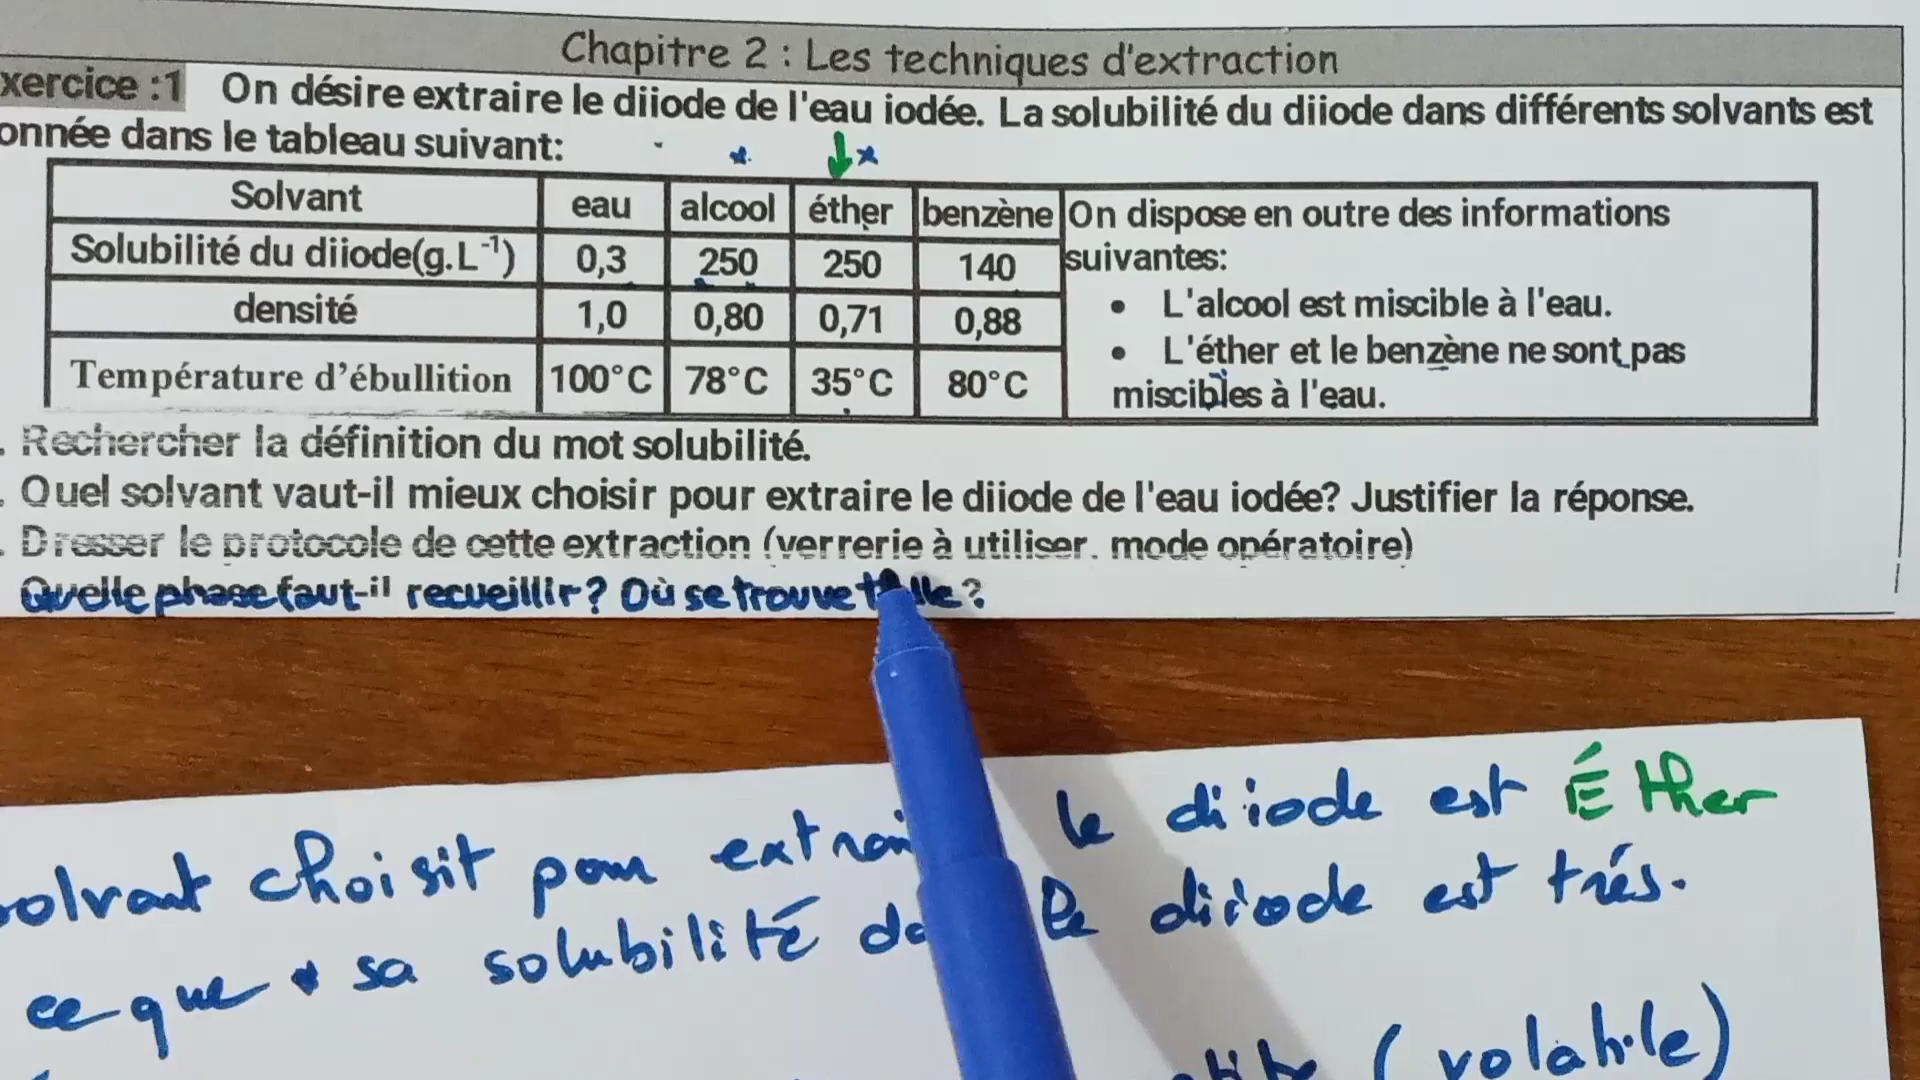 Chapitre 2 : Les techniques d'extraction
xercice :1 On désire extraire le diiode de l'eau iodée. La solubilité du diiode dans différents solvants est
onnée dans le tableau suivant:
Solvant eau alcool éther benzène
Solubilité du diiode(g.L⁻¹) 0,3 250 250 140
densité 1,0 0,80 0,71 0,88
Température d'ébullition 100°C 78°C 35°C 80°C
On dispose en outre des informations
suivantes:
• L'alcool est miscible à l'eau.
• L'éther et le benzène ne sont pas
miscibles à l'eau.
. Rechercher la définition du mot solubilité.
. Quel solvant vaut-il mieux choisir pour extraire le diiode de l'eau iodée? Justifier la réponse.
. Dresser le protocole de cette extraction (verrerie à utiliser. mode opératoire)
Quelle phase faut-il recueillir? Où se trouve t lle?
olvant choisit pour extrai le diiode est Éther
ce que * sa solubilité da le diiode est trés.
(volatile)